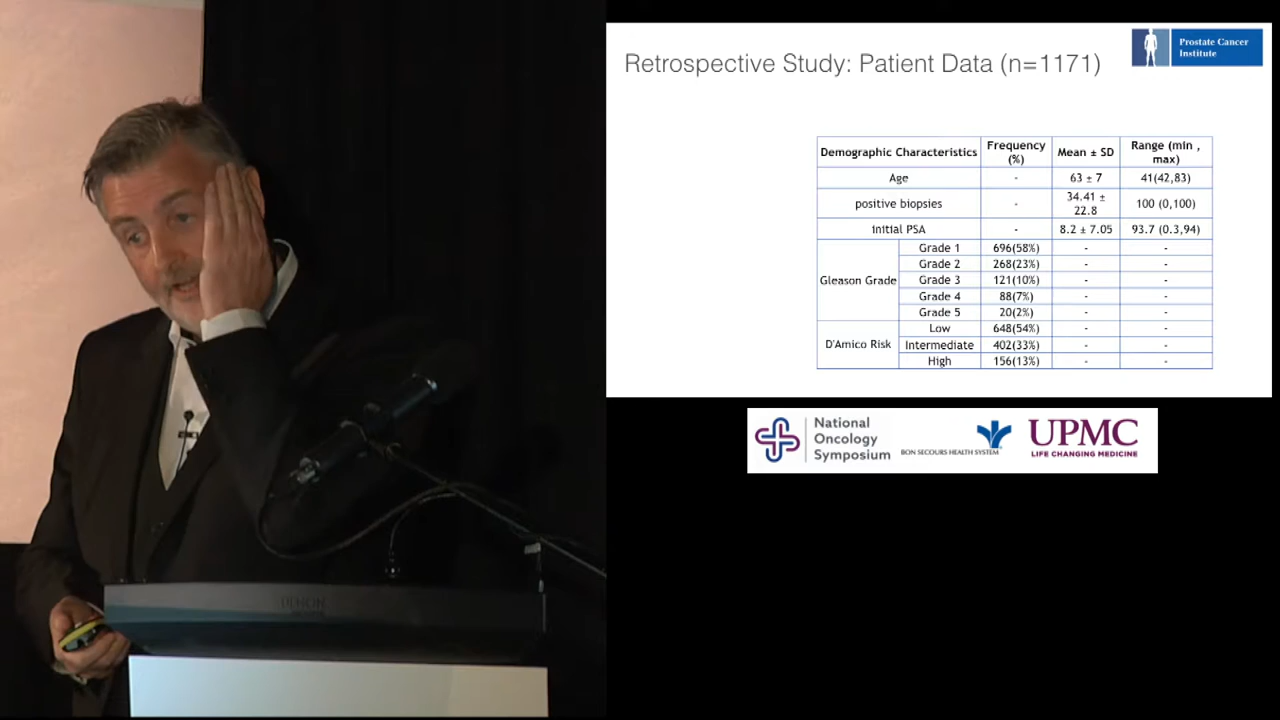 Retrospective Study: Patient Data (n=1171)
Prostate Cancer
Institute
Demographic Characteristics Frequency (%) Mean ± SD Range (min , max)
Age - 63 ± 7 41(42,83)
positive biopsies - 34.41 ± 22.8 100 (0,100)
initial PSA - 8.2 ± 7.05 93.7 (0.3,94)
Gleason Grade
Grade 1 696(58%) - -
Grade 2 268(23%) - -
Grade 3 121(10%) - -
Grade 4 88(7%) - -
Grade 5 20(2%) - -
D'Amico Risk
Low 648(54%) - -
Intermediate 402(33%) - -
High 156(13%) - -
National
Oncology
Symposium
BON SECOURS HEALTH SYSTEM
UPMC
LIFE CHANGING MEDICINE
DENON